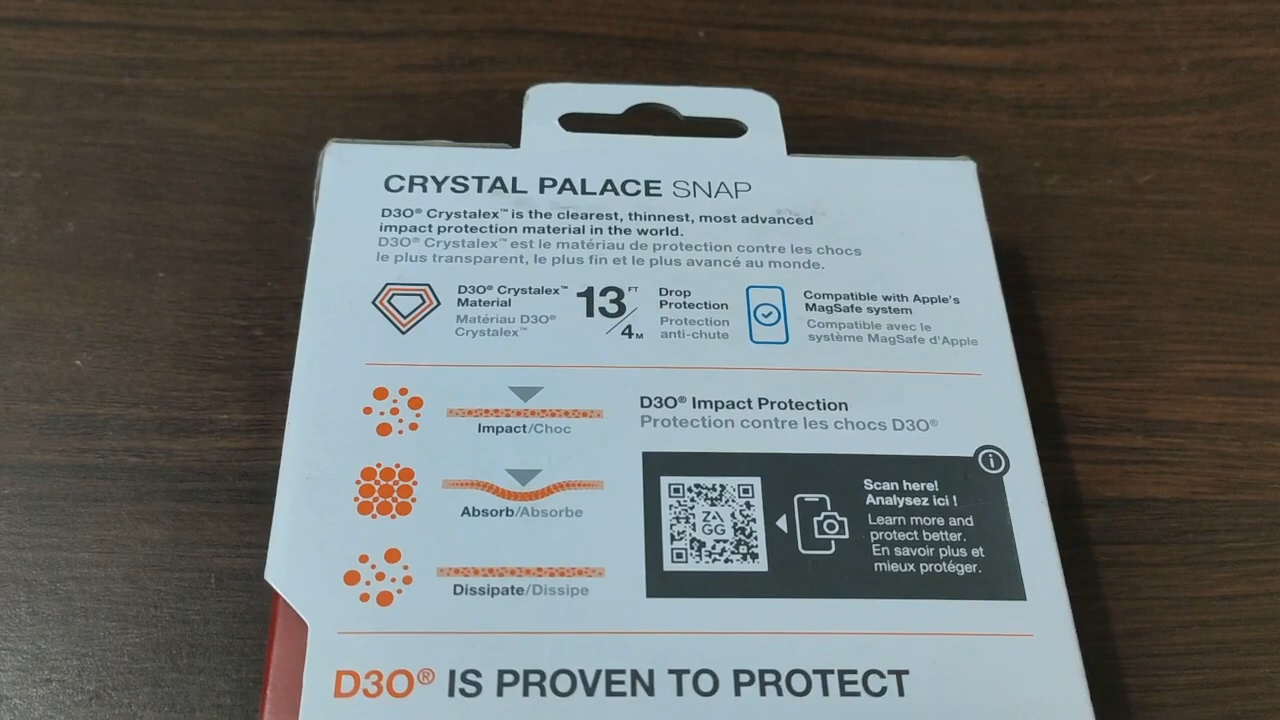 CRYSTAL PALACE SNAP
D3O® Crystalex™ is the clearest, thinnest, most advanced
impact protection material in the world.
D3O® Crystalex™ est le matériau de protection contre les chocs
le plus transparent, le plus fin et le plus avancé au monde.
D3O® Crystalex™
Material
Matériau D3O®
Crystalex™
13 FT
/4M
Drop
Protection
Protection
anti-chute
Compatible with Apple's
MagSafe system
Compatible avec le
système MagSafe d'Apple
Impact/Choc
Absorb/Absorbe
Dissipate/Dissipe
D3O® Impact Protection
Protection contre les chocs D3O®
ZA
GG
Scan here!
Analysez ici !
Learn more and
protect better.
En savoir plus et
mieux protéger.
i
D3O® IS PROVEN TO PROTECT